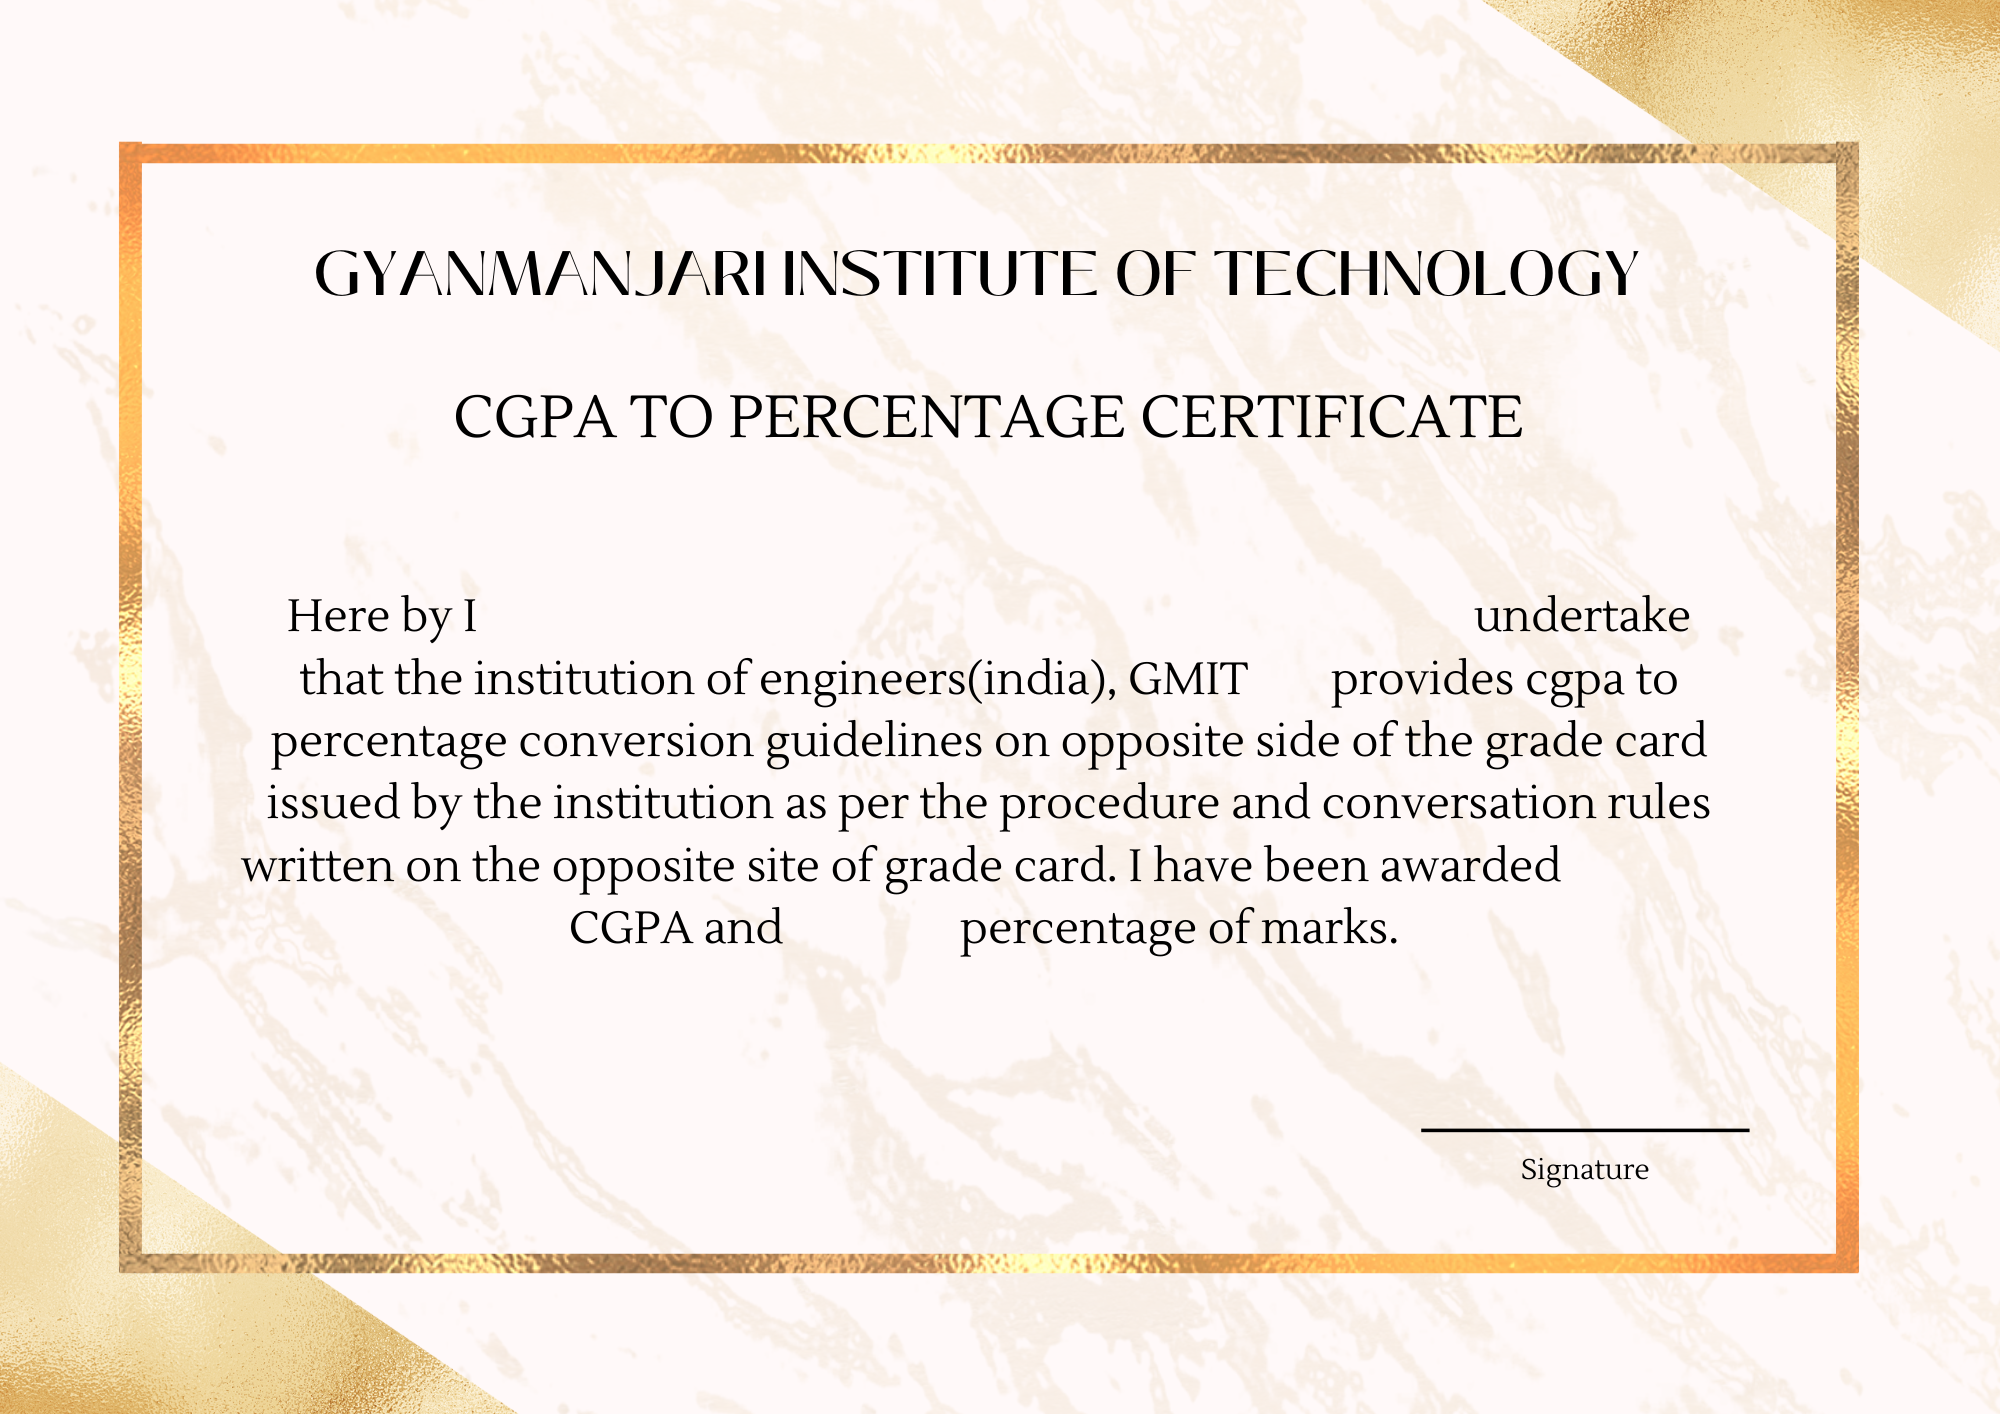 GYANMANJARI INSTITUTE OF TECHNOLOGY
CGPA TO PERCENTAGE CERTIFICATE
Here by I undertake
that the institution of engineers(india), GMIT provides cgpa to
percentage conversion guidelines on opposite side of the grade card
issued by the institution as per the procedure and conversation rules
written on the opposite site of grade card. I have been awarded
CGPA and percentage of marks.
Signature